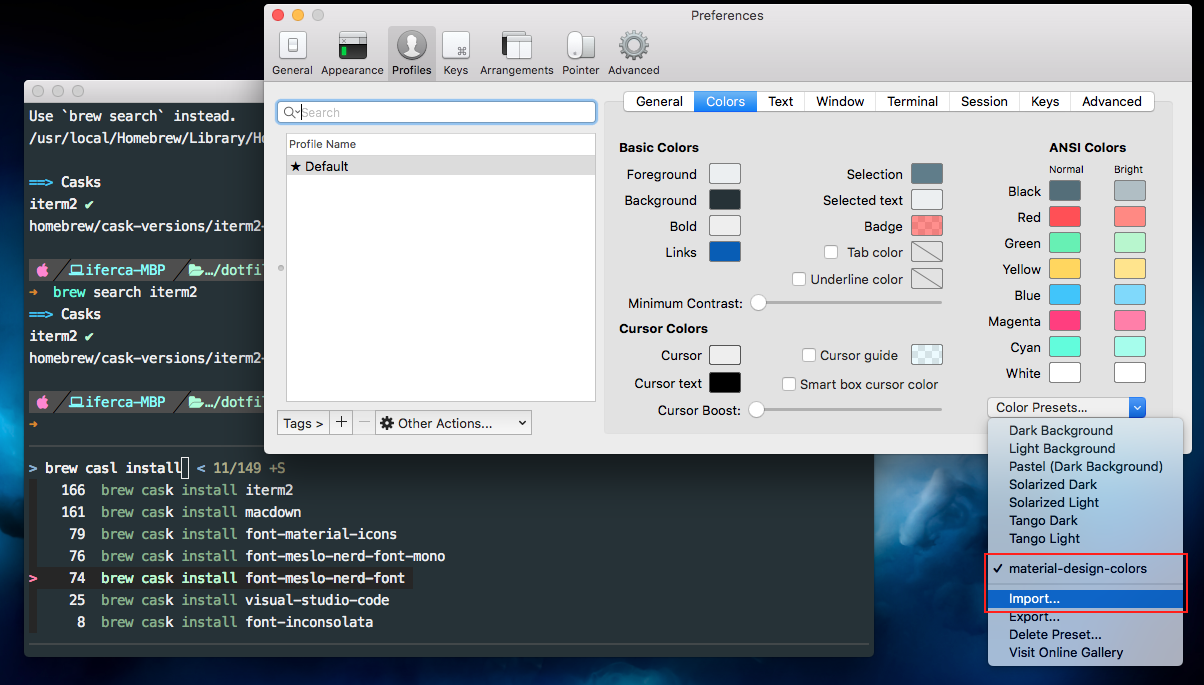 Preferences
General Appearance Profiles Keys Arrangements Pointer Advanced
Search
Profile Name
★ Default
Tags > + — Other Actions...
General Colors Text Window Terminal Session Keys Advanced
Basic Colors
Foreground
Background
Bold
Links
Selection
Selected text
Badge
Tab color
Underline color
Minimum Contrast:
Cursor Colors
Cursor
Cursor text
Cursor guide
Smart box cursor color
Cursor Boost:
ANSI Colors
Normal Bright
Black
Red
Green
Yellow
Blue
Magenta
Cyan
White
Color Presets...
Dark Background
Light Background
Pastel (Dark Background)
Solarized Dark
Solarized Light
Tango Dark
Tango Light
✓ material-design-colors
Import...
Export...
Delete Preset...
Visit Online Gallery
Use `brew search` instead.
/usr/local/Homebrew/Library/Ho
==> Casks
iterm2 ✔
homebrew/cask-versions/iterm2-
iferca-MBP …/dotfil
→ brew search iterm2
==> Casks
iterm2 ✔
homebrew/cask-versions/iterm2-
iferca-MBP …/dotfil
→
> brew casl install < 11/149 +S
166 brew cask install iterm2
161 brew cask install macdown
79 brew cask install font-material-icons
76 brew cask install font-meslo-nerd-font-mono
> 74 brew cask install font-meslo-nerd-font
25 brew cask install visual-studio-code
8 brew cask install font-inconsolata